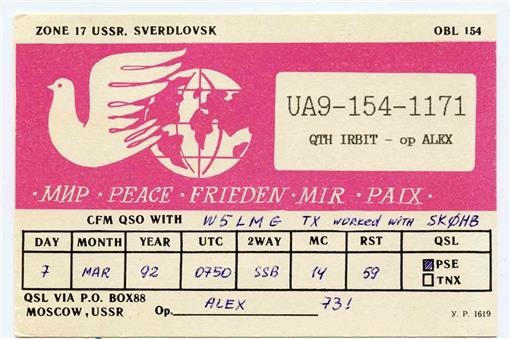 ZONE 17 USSR. SVERDLOVSK OBL 154
UA9-154-1171
QTH IRBIT - op ALEX
· МИР · PEACE · FRIEDEN · MIR · PAIX ·
CFM QSO WITH W5LMG TX worked with SKØHB
DAY MONTH YEAR UTC 2WAY MC RST QSL
7 MAR 92 0750 SSB 14 59 PSE
TNX
QSL VIA P.O. BOX88
MOSCOW, USSR Op. ALEX 73!
У. Р. 1619